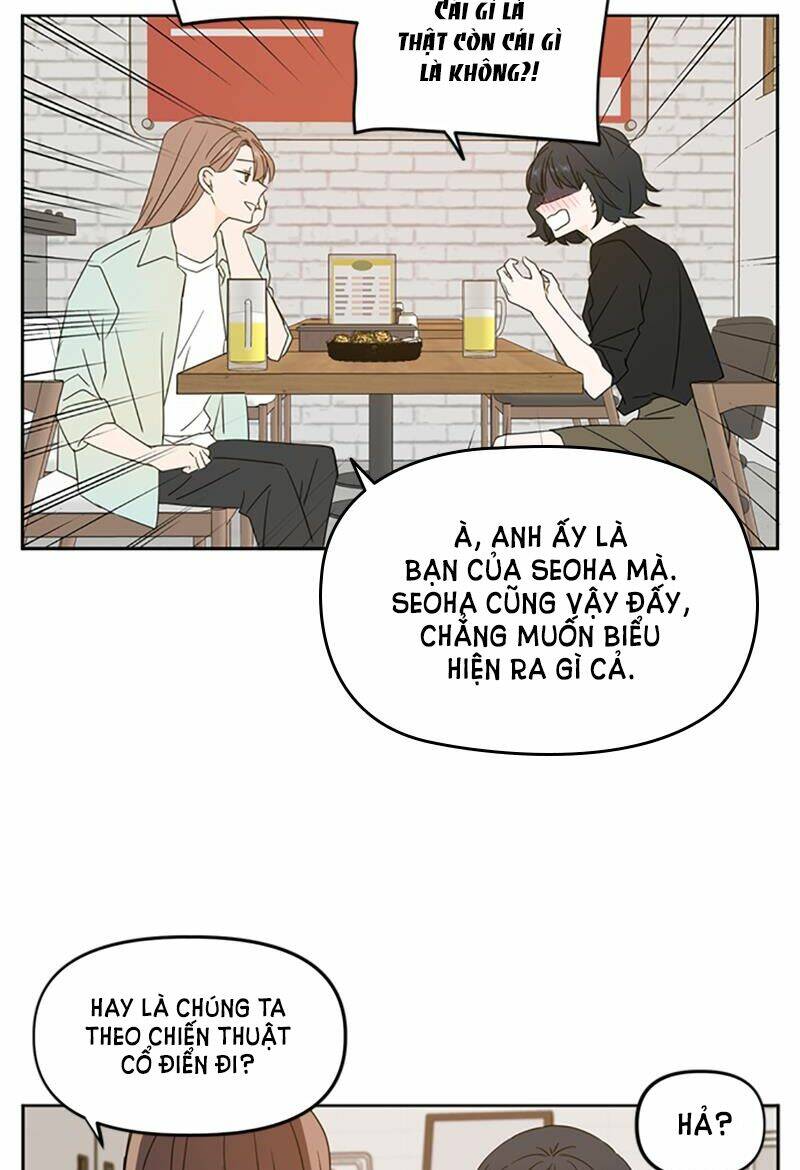 CÁI GÌ LÀ
THẬT CÒN CÁI GÌ
LÀ KHÔNG?!
À, ANH ẤY LÀ
BẠN CỦA SEOHA MÀ.
SEOHA CŨNG VẬY ĐẤY,
CHẲNG MUỐN BIỂU
HIỆN RA GÌ CẢ.
HAY LÀ CHÚNG TA
THEO CHIẾN THUẬT
CỔ ĐIỂN ĐI?
HẢ?